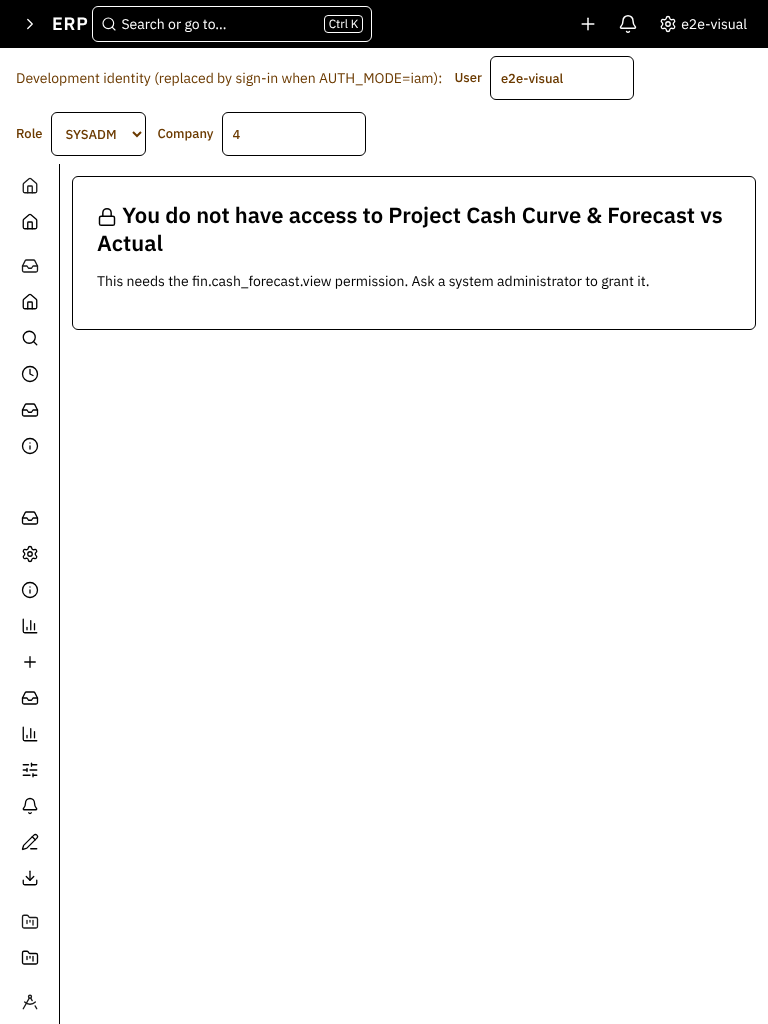 ERP
Search or go to...
Ctrl K
e2e-visual
Development identity (replaced by sign-in when AUTH_MODE=iam):
User
e2e-visual
Role
SYSADM
Company
4
You do not have access to Project Cash Curve & Forecast vs
Actual
This needs the fin.cash_forecast.view permission. Ask a system administrator to grant it.